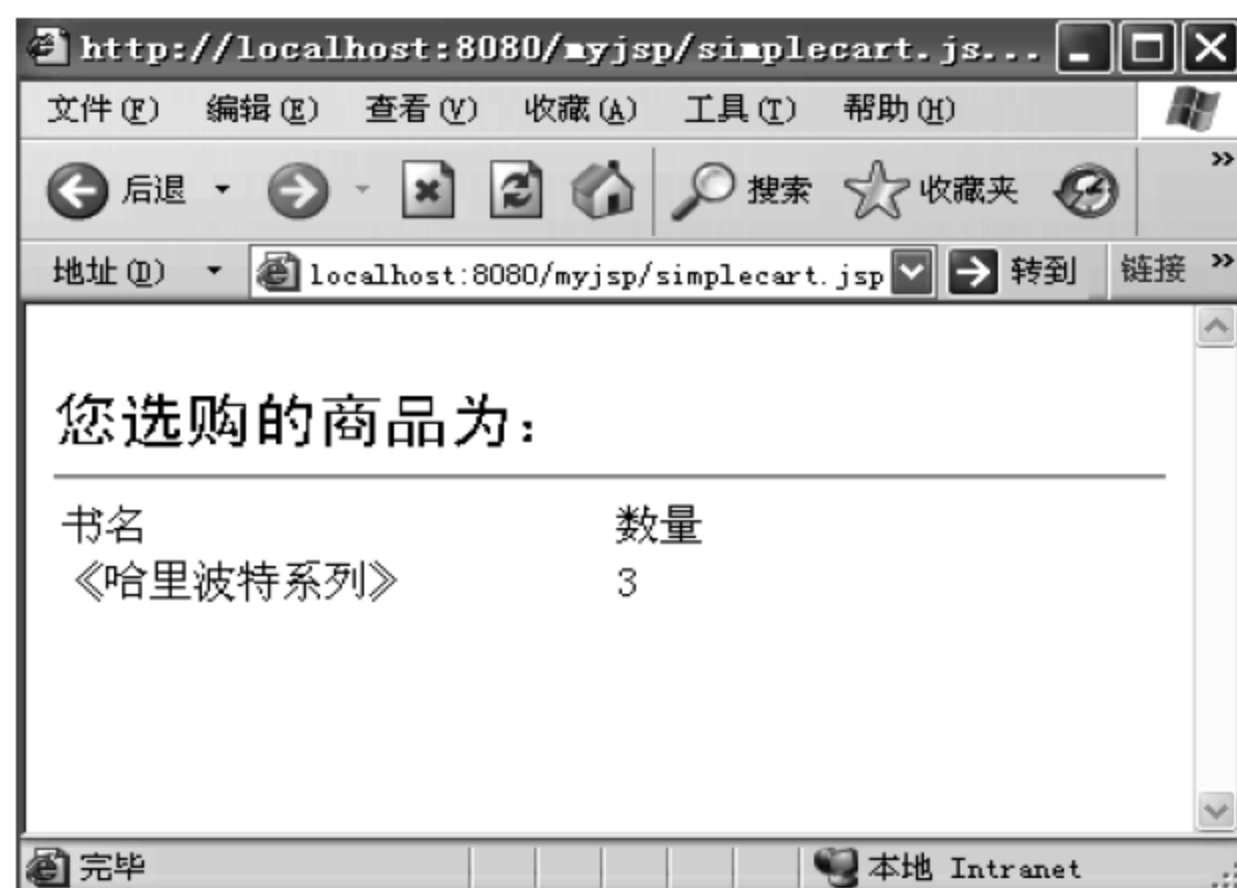 http://localhost:8080/myjsp/simplecart.js...
文件(F) 编辑(E) 查看(V) 收藏(A) 工具(T) 帮助(H)
后退 搜索 收藏夹 »
地址(D) localhost:8080/myjsp/simplecart.jsp 转到 链接 »
您选购的商品为：
书名 数量
《哈里波特系列》 3
完毕 本地 Intranet